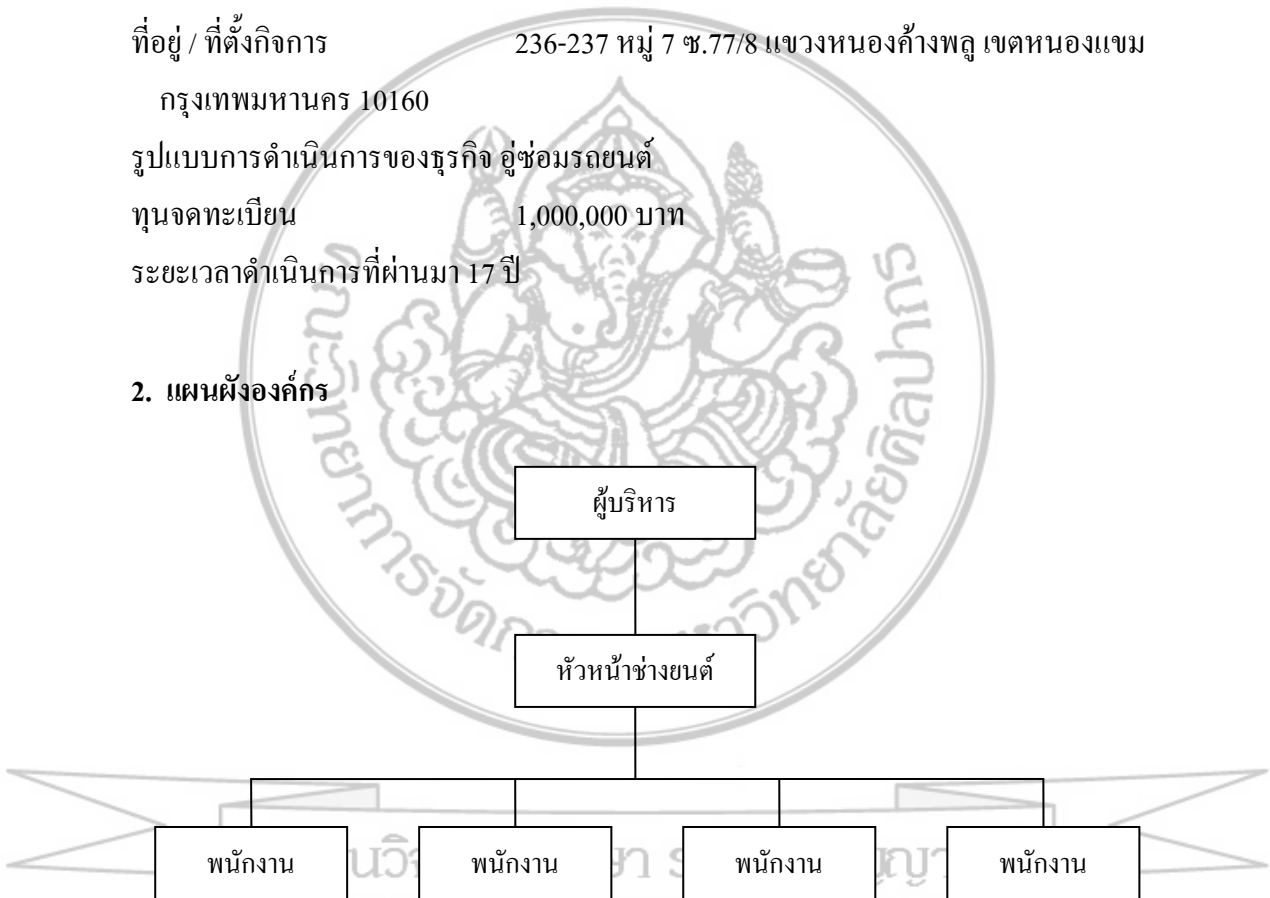 ที่อยู่ / ที่ตั้งกิจการ 236-237 หมู่ 7 ซ.77/8 แขวงหนองค้างพลู เขตหนองแขม
กรุงเทพมหานคร 10160
รูปแบบการดำเนินการของธุรกิจ อู่ซ่อมรถยนต์
ทุนจดทะเบียน 1,000,000 บาท
ระยะเวลาดำเนินการที่ผ่านมา 17 ปี
2. แผนผังองค์กร
ผู้บริหาร
หัวหน้าช่างยนต์
พนักงาน พนักงาน พนักงาน พนักงาน